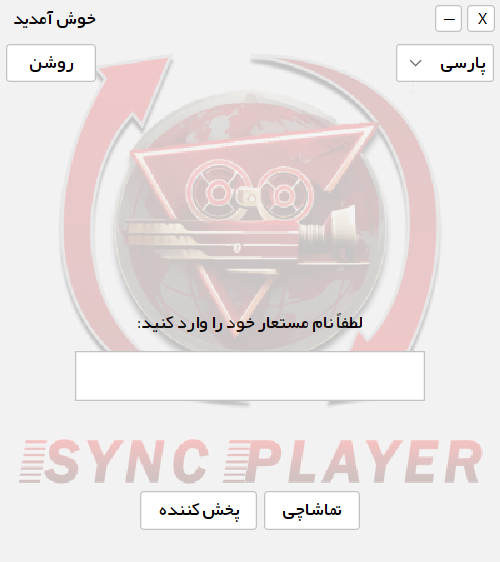 خوش آمدید
— X
روشن
پارسی
لطفاً نام مستعار خود را وارد کنید:
SYNC PLAYER
پخش کننده
تماشاچی